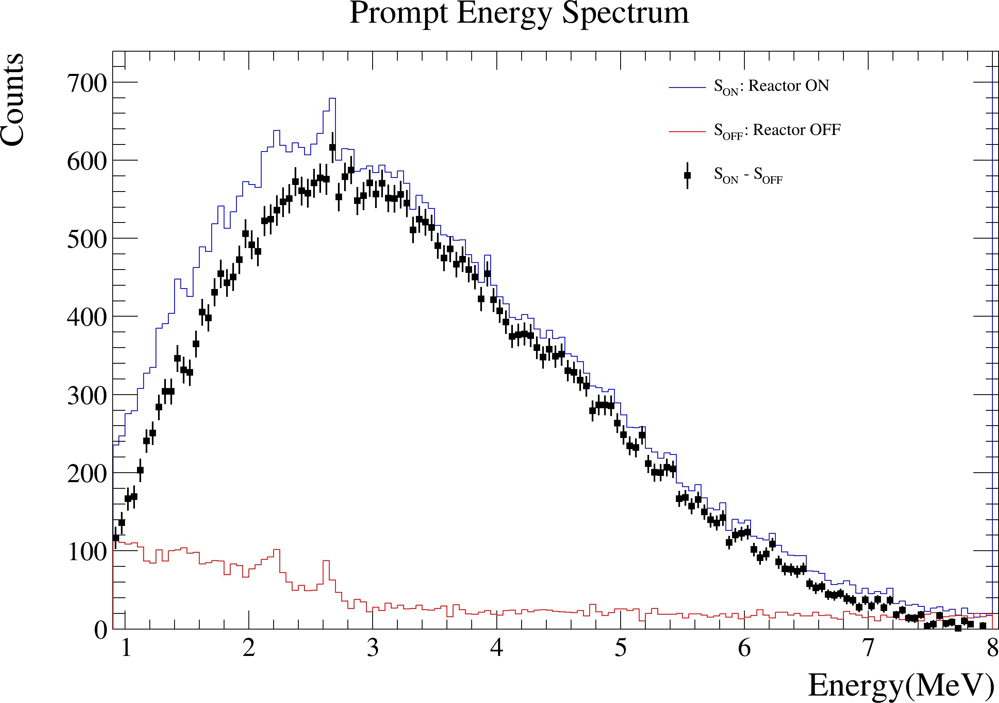 Prompt Energy Spectrum
Counts
700
600
500
400
300
200
100
0
S_ON : Reactor ON
S_OFF : Reactor OFF
S_ON - S_OFF
1 2 3 4 5 6 7 8
Energy(MeV)